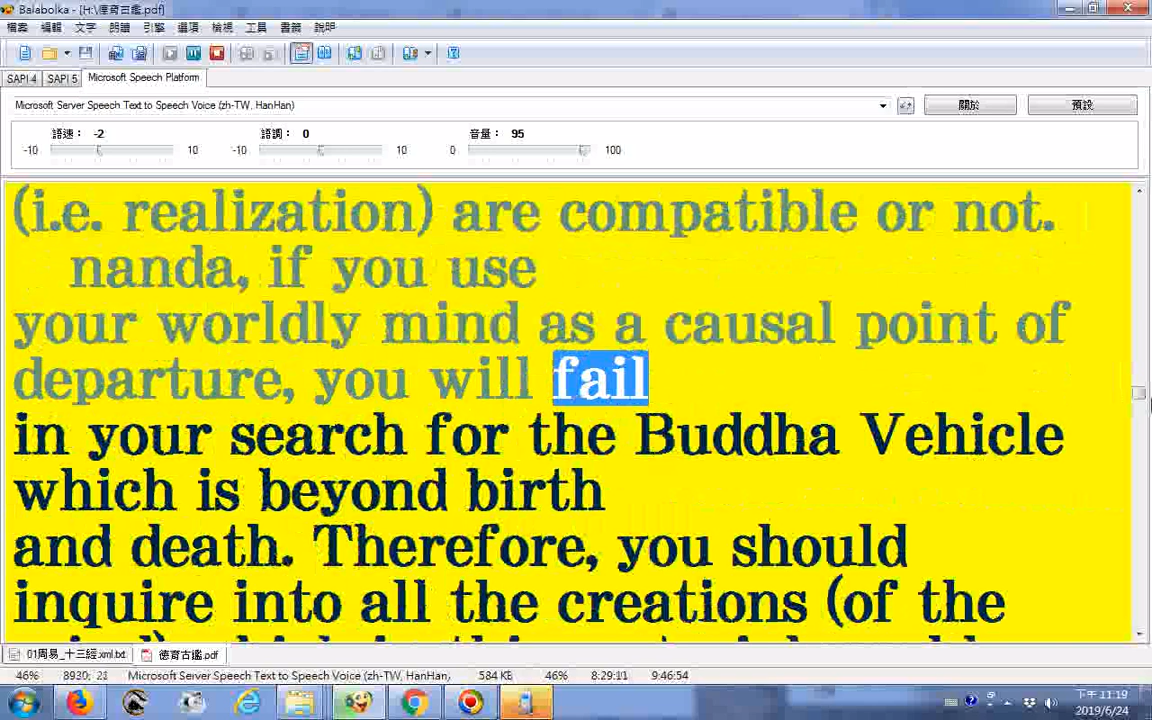 Balabolka - [H:\德育古鑑.pdf]
檔案 編輯 文字 朗讀 引擎 選項 檢視 工具 書籤 說明
SAPI 4 SAPI 5 Microsoft Speech Platform
Microsoft Server Speech Text to Speech Voice (zh-TW, HanHan) 關於 預設
語速： -2 語調： 0 音量： 95
-10 10 -10 10 0 100
(i.e. realization) are compatible or not.
nanda, if you use
your worldly mind as a causal point of
departure, you will fail
in your search for the Buddha Vehicle
which is beyond birth
and death. Therefore, you should
inquire into all the creations (of the
01周易_十三經.xml.txt 德育古鑑.pdf
46% 8930, 21 Microsoft Server Speech Text to Speech Voice (zh-TW, HanHan, 584 KB 46% 8:29:11 9:46:54
下午 11:19
2019/6/24